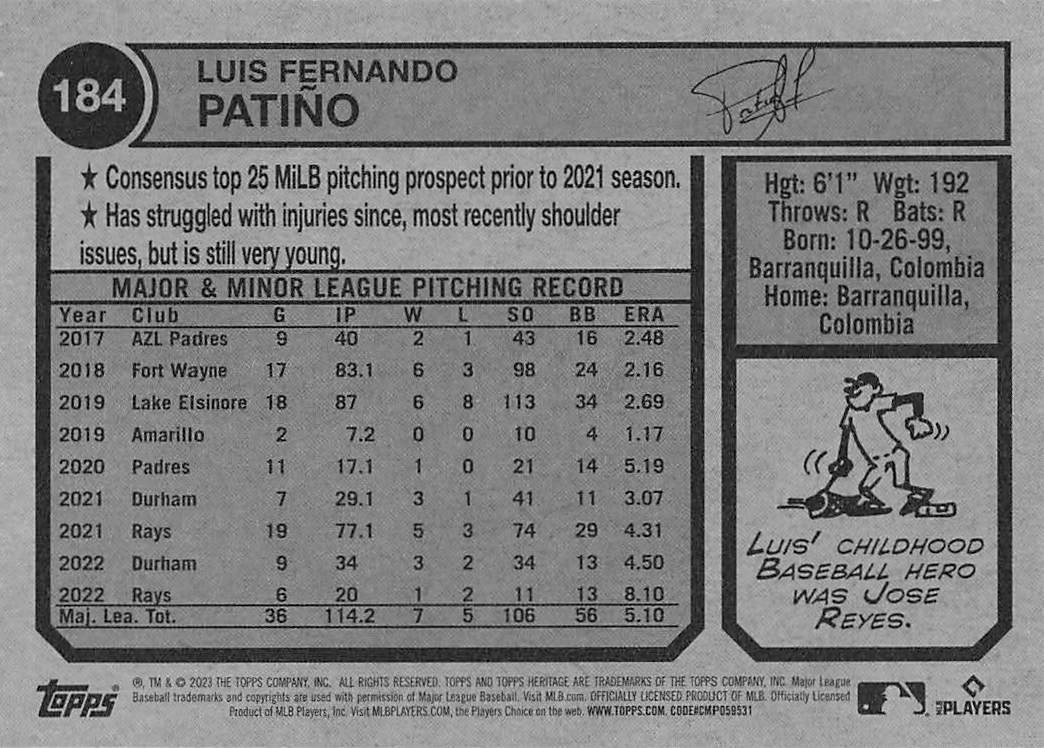 184
LUIS FERNANDO
PATIÑO
Patiño
★ Consensus top 25 MiLB pitching prospect prior to 2021 season.
★ Has struggled with injuries since, most recently shoulder
issues, but is still very young.
MAJOR & MINOR LEAGUE PITCHING RECORD
Year Club G IP W L SO BB ERA
2017 AZL Padres 9 40 2 1 43 16 2.48
2018 Fort Wayne 17 83.1 6 3 98 24 2.16
2019 Lake Elsinore 18 87 6 8 113 34 2.69
2019 Amarillo 2 7.2 0 0 10 4 1.17
2020 Padres 11 17.1 1 0 21 14 5.19
2021 Durham 7 29.1 3 1 41 11 3.07
2021 Rays 19 77.1 5 3 74 29 4.31
2022 Durham 9 34 3 2 34 13 4.50
2022 Rays 6 20 1 2 11 13 8.10
Maj. Lea. Tot. 36 114.2 7 5 106 56 5.10
Hgt: 6'1" Wgt: 192
Throws: R Bats: R
Born: 10-26-99,
Barranquilla, Colombia
Home: Barranquilla,
Colombia
LUIS' CHILDHOOD
BASEBALL HERO
WAS JOSE
REYES.
topps
®, TM & © 2023 THE TOPPS COMPANY, INC. ALL RIGHTS RESERVED. TOPPS AND TOPPS HERITAGE ARE TRADEMARKS OF THE TOPPS COMPANY, INC. Major League
Baseball trademarks and copyrights are used with permission of Major League Baseball. Visit MLB.com. OFFICIALLY LICENSED PRODUCT OF MLB. Officially Licensed
Product of MLB Players, Inc. Visit MLBPLAYERS.COM, the Players Choice on the web. WWW.TOPPS.COM. CODE#CMP059531
MLB PLAYERS